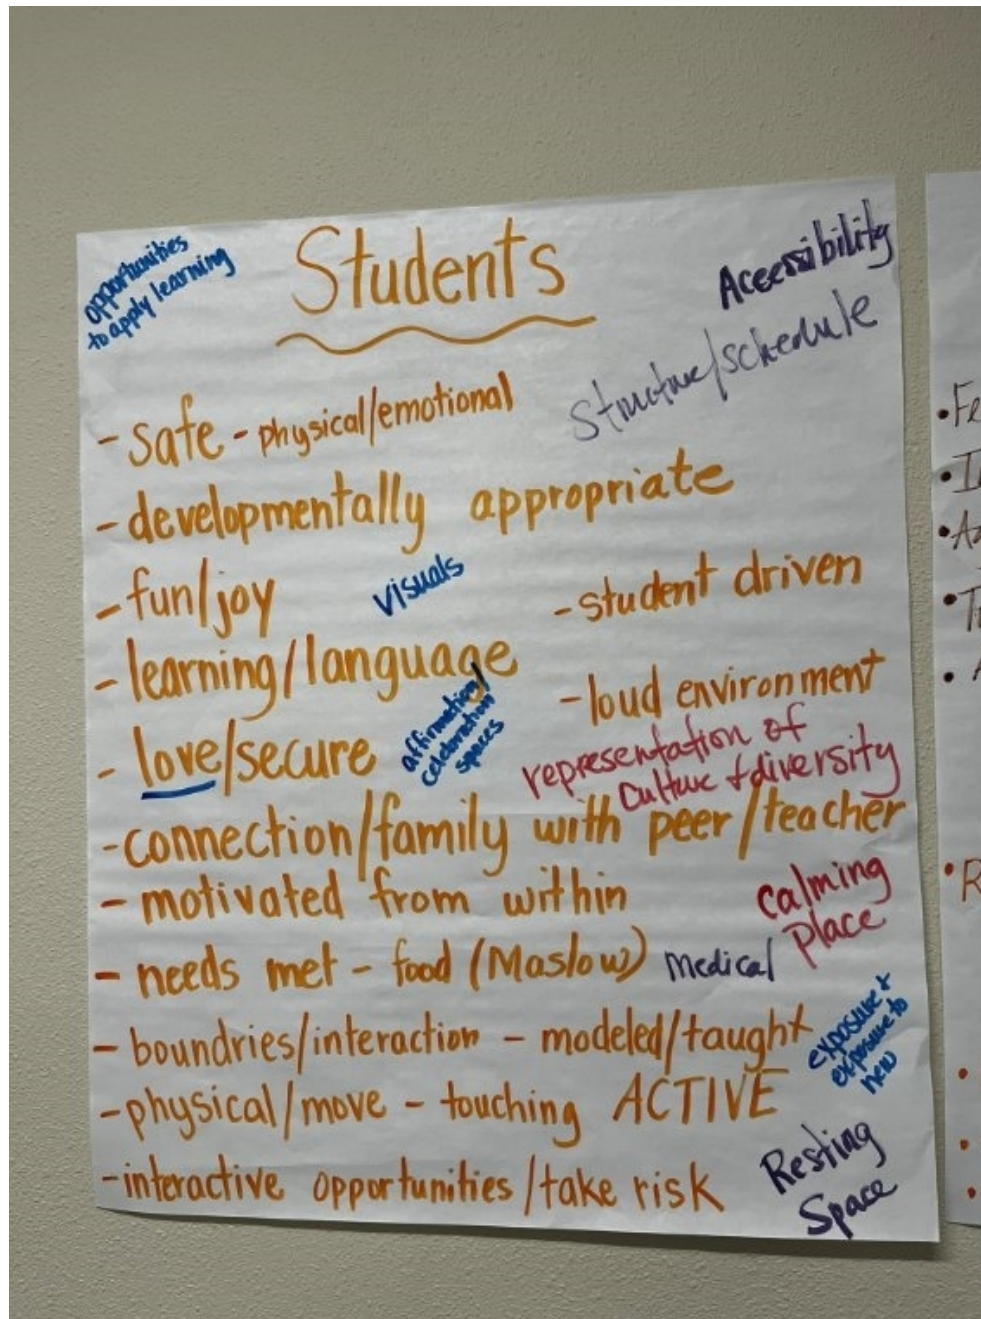 opportunities
to apply learning
Students
Accessibility
Structure/schedule
- safe - physical/emotional
- developmentally appropriate
- fun/joy
visuals
- student driven
- learning/language
- loud environment
- love/secure
affirmation/
celebration
spaces
representation of
culture + diversity
- connection/family with peer/teacher
- motivated from within
calming
place
- needs met - food (Maslow) medical
- boundries/interaction - modeled/taught
exposure +
exposure to
new
- physical/move - touching ACTIVE
- interactive opportunities/take risk
Resting
Space